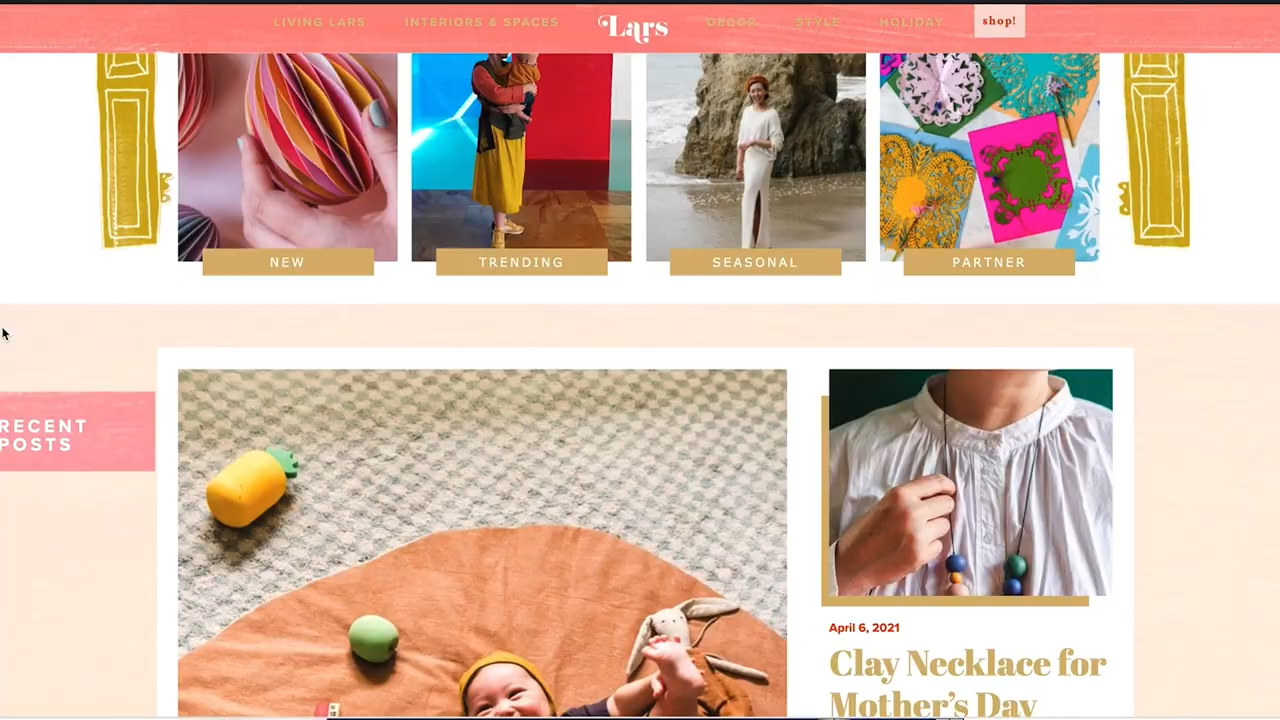 LIVING LARS
INTERIORS & SPACES
Lars
DECOR
STYLE
HOLIDAY
shop!
NEW
TRENDING
SEASONAL
PARTNER
RECENT
POSTS
April 6, 2021
Clay Necklace for
Mother's Day